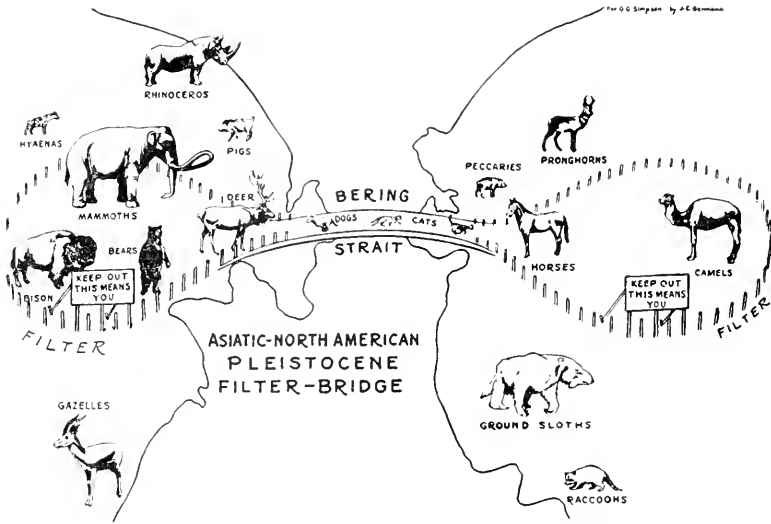 For G.G. Simpson by J.C. Germann
RHINOCEROS
HYAENAS
PIGS
MAMMOTHS
DEER
BERING
DOGS
CATS
STRAIT
PECCARIES
PRONGHORNS
HORSES
CAMELS
BISON
BEARS
KEEP OUT
THIS MEANS
YOU
FILTER
KEEP OUT
THIS MEANS
YOU
FILTER
ASIATIC-NORTH AMERICAN
PLEISTOCENE
FILTER-BRIDGE
GAZELLES
GROUND SLOTHS
RACCOONS